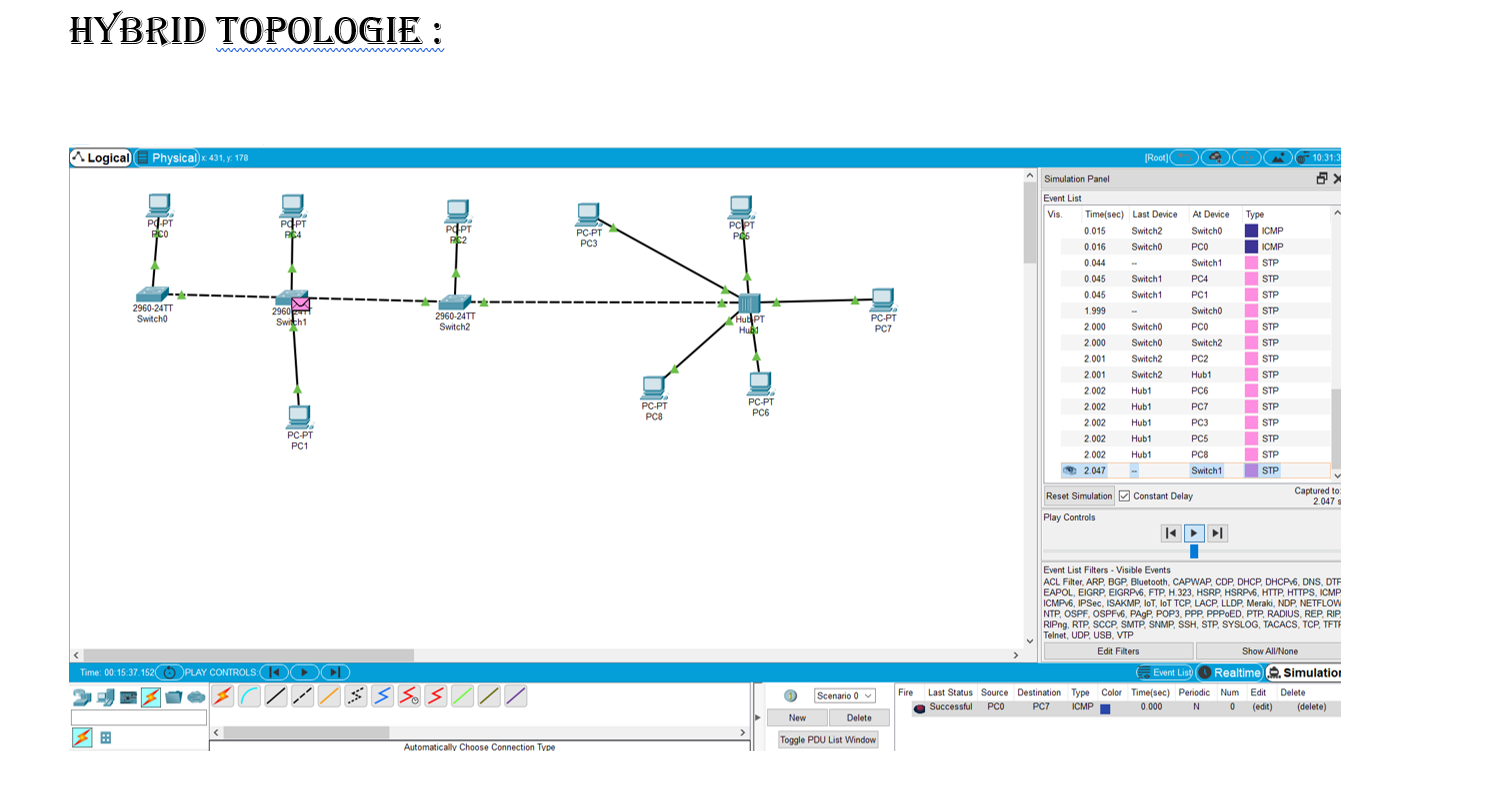 HYBRID TOPOLOGIE :
Logical Physical x: 431, y: 178 [Root] 10:31:3
PC-PT
PC0
PC-PT
PC4
PC-PT
PC2
PC-PT
PC3
PC-PT
PC5
2960-24TT
Switch0
2960-24TT
Switch1
2960-24TT
Switch2
Hub-PT
Hub1
PC-PT
PC7
PC-PT
PC8
PC-PT
PC6
PC-PT
PC1
Simulation Panel
Event List
Vis. Time(sec) Last Device At Device Type
0.015 Switch2 Switch0 ICMP
0.016 Switch0 PC0 ICMP
0.044 -- Switch1 STP
0.045 Switch1 PC4 STP
0.045 Switch1 PC1 STP
1.999 -- Switch0 STP
2.000 Switch0 PC0 STP
2.000 Switch0 Switch2 STP
2.001 Switch2 PC2 STP
2.001 Switch2 Hub1 STP
2.002 Hub1 PC6 STP
2.002 Hub1 PC7 STP
2.002 Hub1 PC3 STP
2.002 Hub1 PC5 STP
2.002 Hub1 PC8 STP
2.047 -- Switch1 STP
Reset Simulation Constant Delay Captured to:
2.047 s
Play Controls
Event List Filters - Visible Events
ACL Filter, ARP, BGP, Bluetooth, CAPWAP, CDP, DHCP, DHCPv6, DNS, DTP
EAPOL, EIGRP, EIGRPv6, FTP, H.323, HSRP, HSRPv6, HTTP, HTTPS, ICMP
ICMPv6, IPSec, ISAKMP, IoT, IoT TCP, LACP, LLDP, Meraki, NDP, NETFLOW
NTP, OSPF, OSPFv6, PAgP, POP3, PPP, PPPoED, PTP, RADIUS, REP, RIP
RIPng, RTP, SCCP, SMTP, SNMP, SSH, STP, SYSLOG, TACACS, TCP, TFTP
Telnet, UDP, USB, VTP
Edit Filters Show All/None
Time: 00:15:37.152 PLAY CONTROLS: Event List Realtime Simulation
Scenario 0
New Delete
Toggle PDU List Window
Fire Last Status Source Destination Type Color Time(sec) Periodic Num Edit Delete
Successful PC0 PC7 ICMP 0.000 N 0 (edit) (delete)
Automatically Choose Connection Type